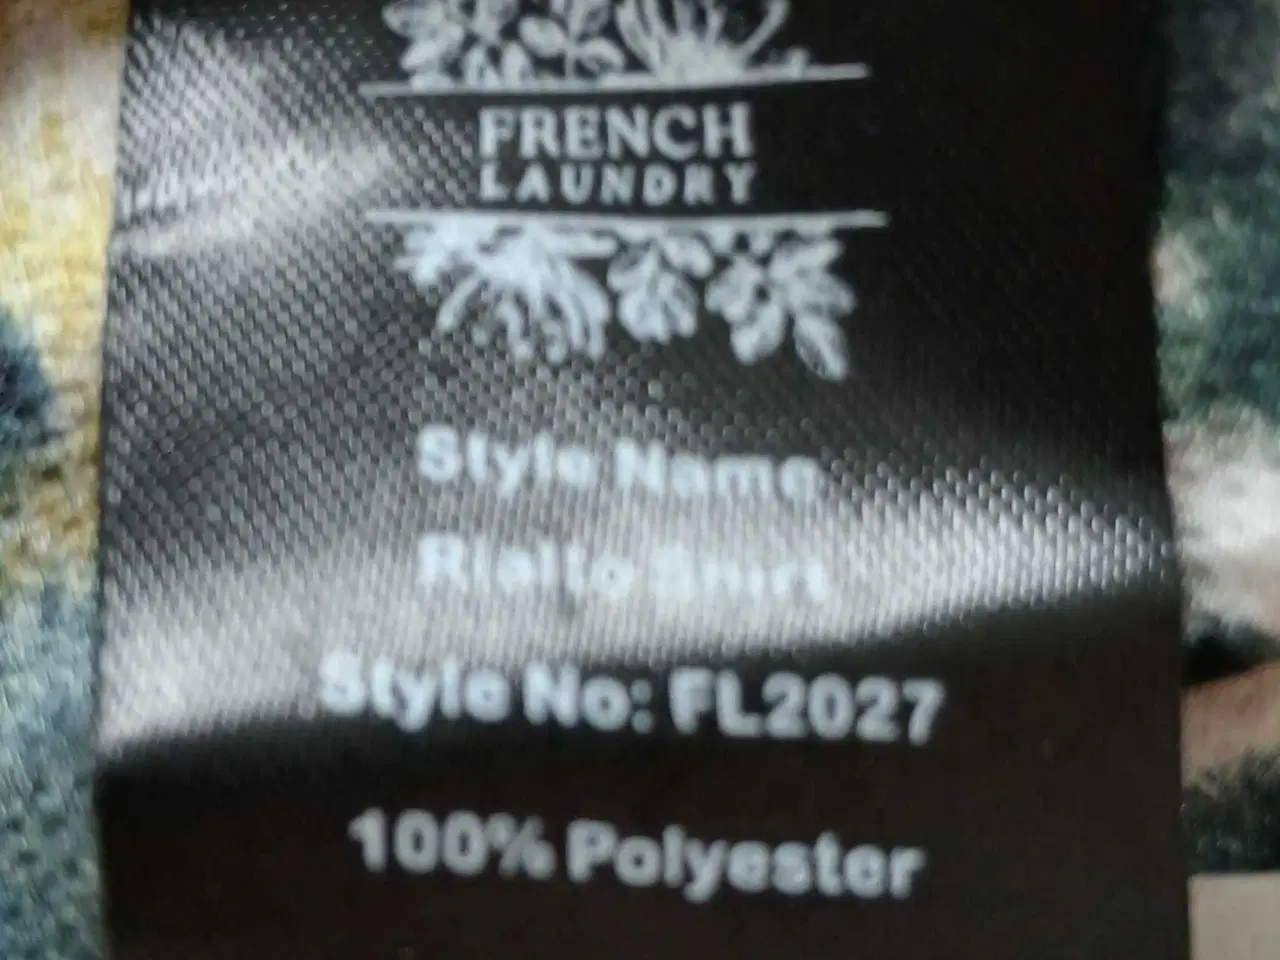 FRENCH
LAUNDRY
Style Name
Rialto Shirt
Style No: FL2027
100% Polyester